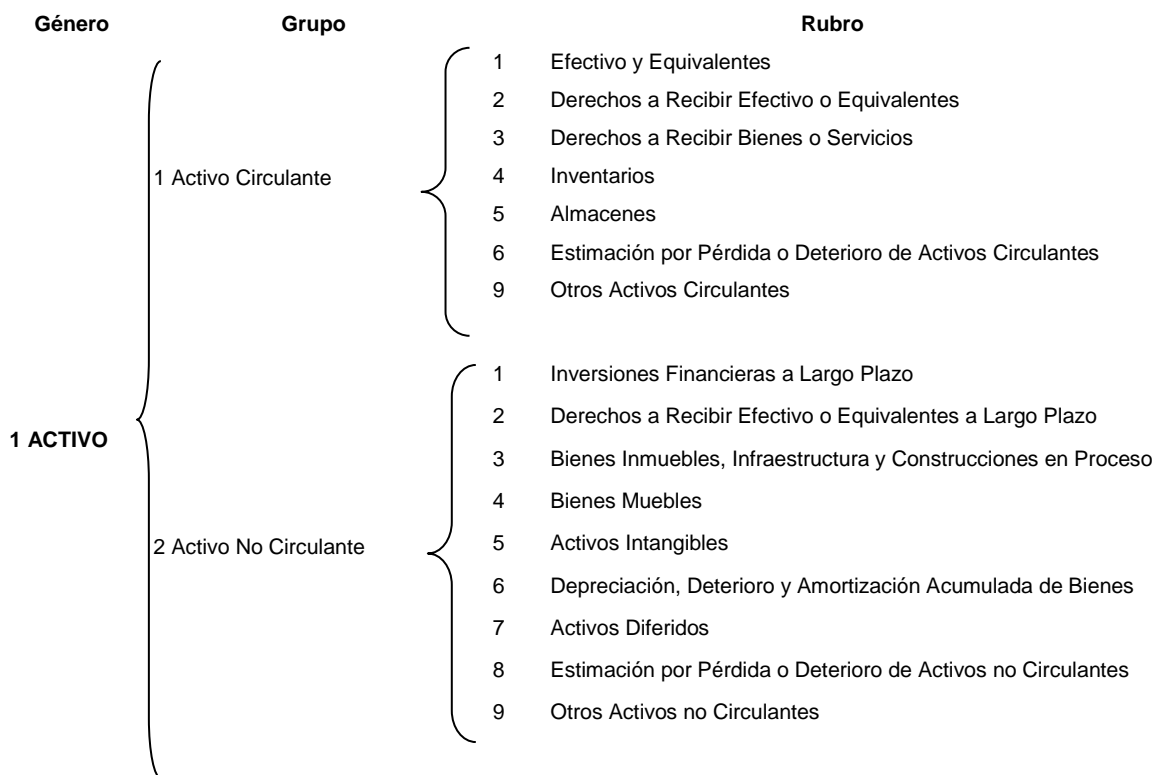 Género Grupo Rubro
1 Efectivo y Equivalentes
2 Derechos a Recibir Efectivo o Equivalentes
3 Derechos a Recibir Bienes o Servicios
1 Activo Circulante
4 Inventarios
5 Almacenes
6 Estimación por Pérdida o Deterioro de Activos Circulantes
9 Otros Activos Circulantes
1 Inversiones Financieras a Largo Plazo
2 Derechos a Recibir Efectivo o Equivalentes a Largo Plazo
1 ACTIVO
3 Bienes Inmuebles, Infraestructura y Construcciones en Proceso
4 Bienes Muebles
2 Activo No Circulante
5 Activos Intangibles
6 Depreciación, Deterioro y Amortización Acumulada de Bienes
7 Activos Diferidos
8 Estimación por Pérdida o Deterioro de Activos no Circulantes
9 Otros Activos no Circulantes